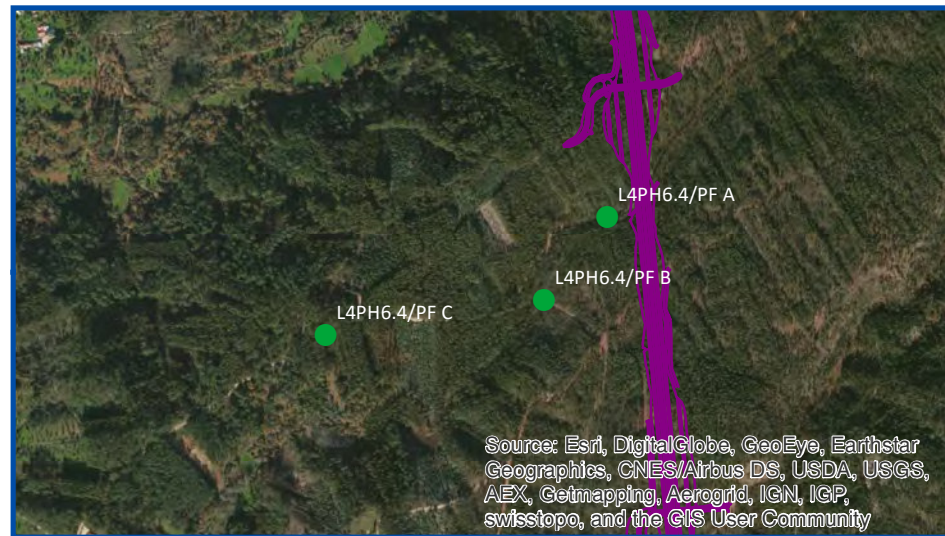 L4PH6.4/PF A
L4PH6.4/PF B
L4PH6.4/PF C
Source: Esri, DigitalGlobe, GeoEye, Earthstar
Geographics, CNES/Airbus DS, USDA, USGS,
AEX, Getmapping, Aerogrid, IGN, IGP,
swisstopo, and the GIS User Community